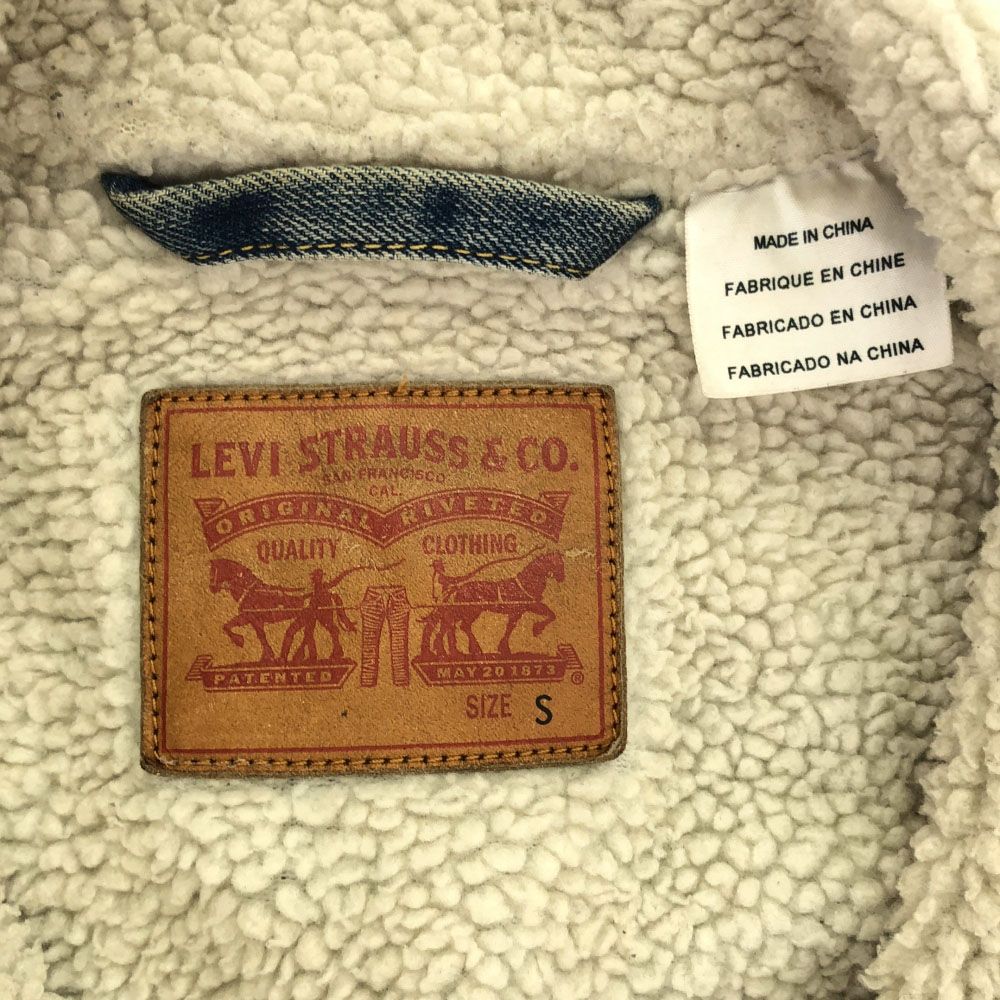 MADE IN CHINA
FABRIQUE EN CHINE
FABRICADO EN CHINA
FABRICADO NA CHINA
LEVI STRAUSS & CO.
SAN FRANCISCO
CAL.
ORIGINAL RIVETED
QUALITY CLOTHING
PATENTED MAY 20 1873 ®
SIZE S